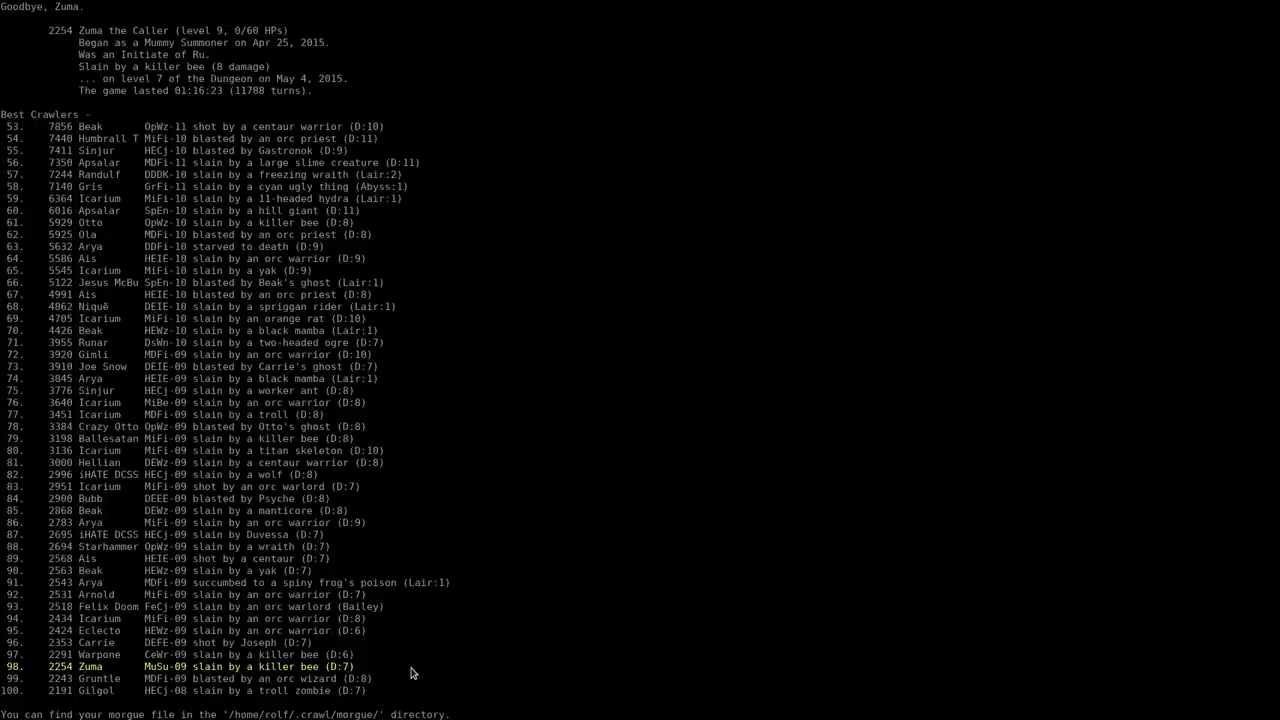 Goodbye, Zuma.
2254 Zuma the Caller (level 9, 0/60 HPs)
Began as a Mummy Summoner on Apr 25, 2015.
Was an Initiate of Ru.
Slain by a killer bee (8 damage)
... on level 7 of the Dungeon on May 4, 2015.
The game lasted 01:16:23 (11788 turns).
Best Crawlers -
53. 7856 Beak OpWz-11 shot by a centaur warrior (D:10)
54. 7440 Humbrall T MiFi-10 blasted by an orc priest (D:11)
55. 7411 Sinjur HECj-10 blasted by Gastronok (D:9)
56. 7350 Apsalar MDFi-11 slain by a large slime creature (D:11)
57. 7244 Randulf DDDK-10 slain by a freezing wraith (Lair:2)
58. 7140 Gris GrFi-11 slain by a cyan ugly thing (Abyss:1)
59. 6364 Icarium MiFi-10 slain by a 11-headed hydra (Lair:1)
60. 6016 Apsalar SpEn-10 slain by a hill giant (D:11)
61. 5929 Otto OpWz-10 slain by a killer bee (D:8)
62. 5925 Ola MDFi-10 blasted by an orc priest (D:8)
63. 5632 Arya DDFi-10 starved to death (D:9)
64. 5586 Ais HEIE-10 slain by an orc warrior (D:9)
65. 5545 Icarium MiFi-10 slain by a yak (D:9)
66. 5122 Jesus McBu SpEn-10 blasted by Beak's ghost (Lair:1)
67. 4991 Ais HEIE-10 blasted by an orc priest (D:8)
68. 4862 Niquë DEIE-10 slain by a spriggan rider (Lair:1)
69. 4705 Icarium MiFi-10 slain by an orange rat (D:10)
70. 4426 Beak HEWz-10 slain by a black mamba (Lair:1)
71. 3955 Runar DsWn-10 slain by a two-headed ogre (D:7)
72. 3920 Gimli MDFi-09 slain by an orc warrior (D:10)
73. 3910 Joe Snow DEIE-09 blasted by Carrie's ghost (D:7)
74. 3845 Arya HEIE-09 slain by a black mamba (Lair:1)
75. 3776 Sinjur HECj-09 slain by a worker ant (D:8)
76. 3640 Icarium MiBe-09 slain by an orc warrior (D:8)
77. 3451 Icarium MDFi-09 slain by a troll (D:8)
78. 3384 Crazy Otto OpWz-09 blasted by Otto's ghost (D:8)
79. 3198 Ballesatan MiFi-09 slain by a killer bee (D:8)
80. 3136 Icarium MiFi-09 slain by a titan skeleton (D:10)
81. 3000 Hellian DEWz-09 slain by a centaur warrior (D:8)
82. 2996 iHATE DCSS HECj-09 slain by a wolf (D:8)
83. 2951 Icarium MiFi-09 shot by an orc warlord (D:7)
84. 2900 Bubb DEEE-09 blasted by Psyche (D:8)
85. 2868 Beak DEWz-09 slain by a manticore (D:8)
86. 2783 Arya MiFi-09 slain by an orc warrior (D:9)
87. 2695 iHATE DCSS HECj-09 slain by Duvessa (D:7)
88. 2694 Starhammer OpWz-09 slain by a wraith (D:7)
89. 2568 Ais HEIE-09 shot by a centaur (D:7)
90. 2563 Beak HEWz-09 slain by a yak (D:7)
91. 2543 Arya MDFi-09 succumbed to a spiny frog's poison (Lair:1)
92. 2531 Arnold MDFi-09 slain by an orc warrior (D:7)
93. 2518 Felix Doom FeCj-09 slain by an orc warlord (Bailey)
94. 2434 Icarium MiFi-09 slain by an orc warrior (D:8)
95. 2424 Eclecto HEWz-09 slain by an orc warrior (D:6)
96. 2353 Carrie DEFE-09 shot by Joseph (D:7)
97. 2291 Warpone CeWr-09 slain by a killer bee (D:6)
98. 2254 Zuma MuSu-09 slain by a killer bee (D:7)
99. 2243 Gruntle MDFi-09 blasted by an orc wizard (D:8)
100. 2191 Gilgol HECj-08 slain by a troll zombie (D:7)
You can find your morgue file in the '/home/rolf/.crawl/morgue/' directory.